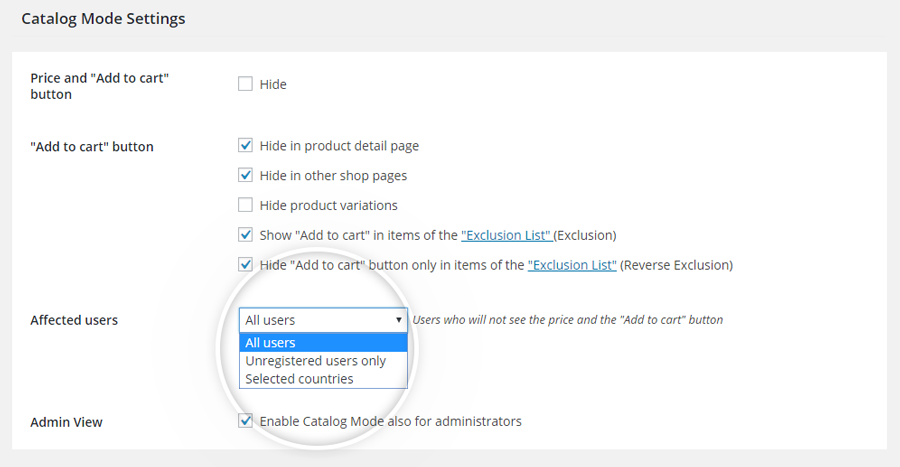 Catalog Mode Settings
Price and "Add to cart"
button
Hide
"Add to cart" button
Hide in product detail page
Hide in other shop pages
Hide product variations
Show "Add to cart" in items of the "Exclusion List" (Exclusion)
Hide "Add to cart" button only in items of the "Exclusion List" (Reverse Exclusion)
Affected users
All users
Users who will not see the price and the "Add to cart" button
All users
Unregistered users only
Selected countries
Admin View
Enable Catalog Mode also for administrators